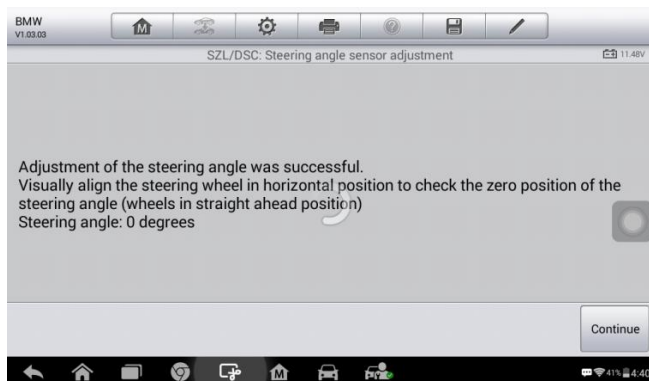 BMW
V1.03.03
SZL/DSC: Steering angle sensor adjustment
11.48V
Adjustment of the steering angle was successful.
Visually align the steering wheel in horizontal position to check the zero position of the
steering angle (wheels in straight ahead position)
Steering angle: 0 degrees
Continue
41% 4:40